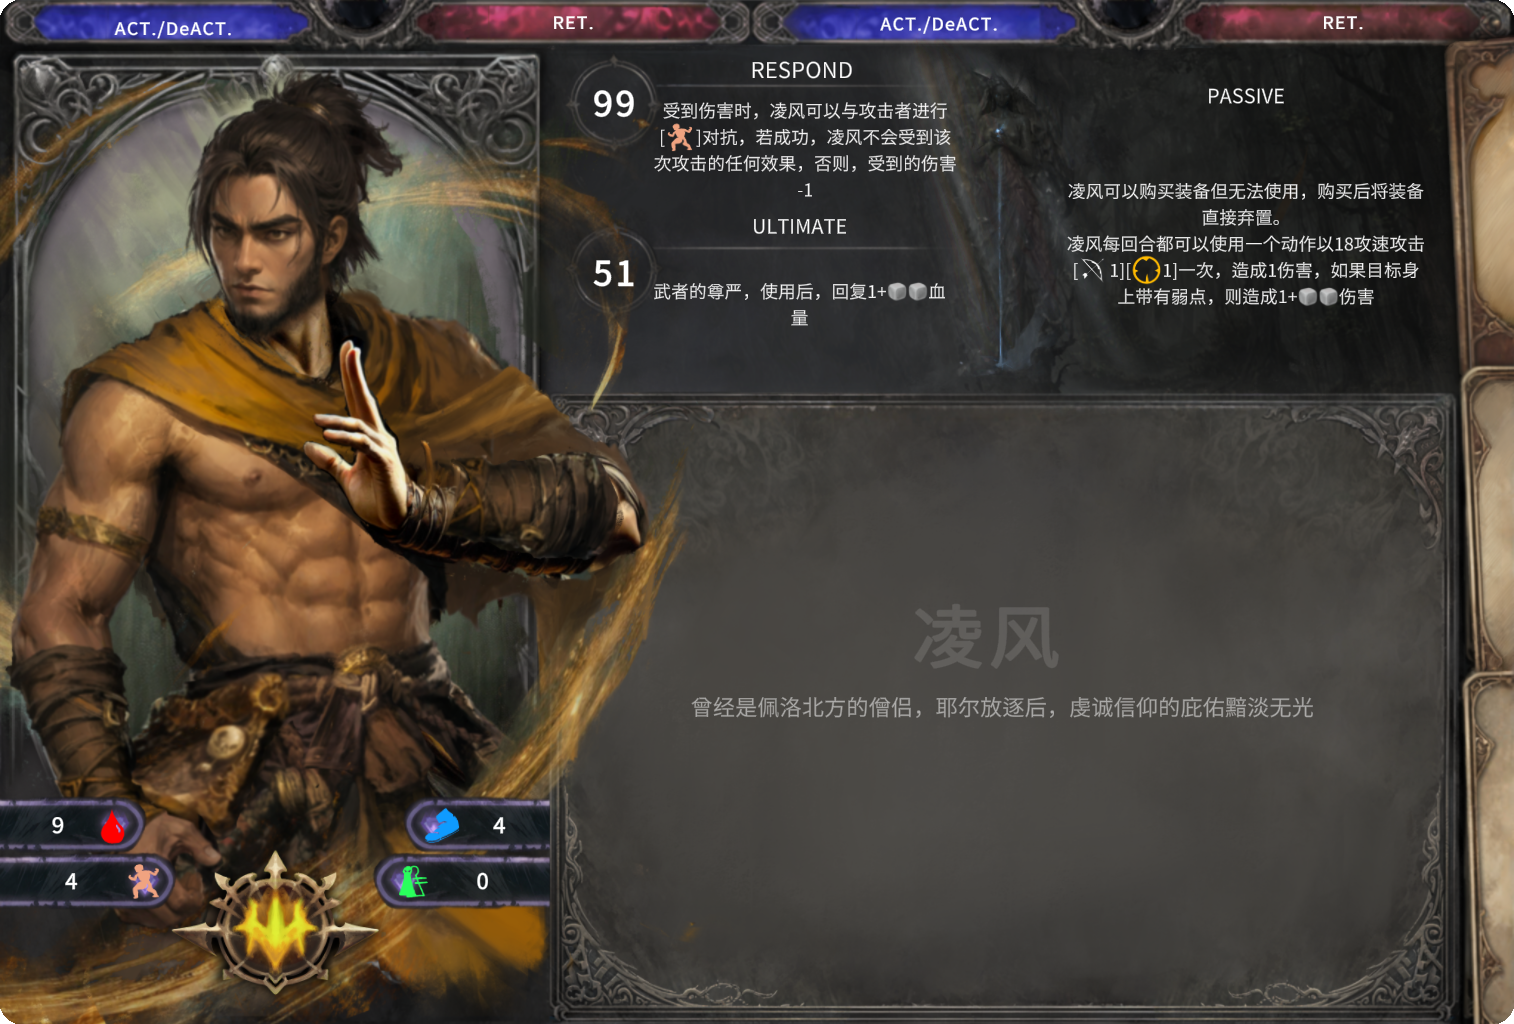 ACT./DeACT.
RET.
ACT./DeACT.
RET.
99
RESPOND
受到伤害时，凌风可以与攻击者进行
[ ]对抗，若成功，凌风不会受到该
次攻击的任何效果，否则，受到的伤害
-1
51
ULTIMATE
武者的尊严，使用后，回复1+血
量
PASSIVE
凌风可以购买装备但无法使用，购买后将装备
直接弃置。
凌风每回合都可以使用一个动作以18攻速攻击
[ 1][ 1]一次，造成1伤害，如果目标身
上带有弱点，则造成1+伤害
凌风
曾经是佩洛北方的僧侣，耶尔放逐后，虔诚信仰的庇佑黯淡无光
9
4
4
0